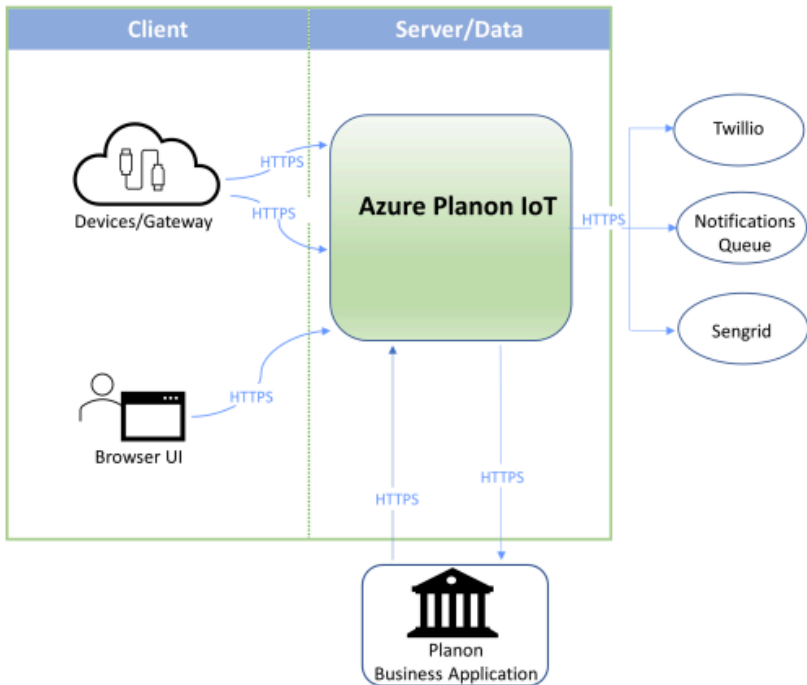 Client
Server/Data
HTTPS
HTTPS
Devices/Gateway
Azure Planon IoT
HTTPS
Twillio
Notifications
Queue
Sengrid
HTTPS
Browser UI
HTTPS
HTTPS
Planon
Business Application